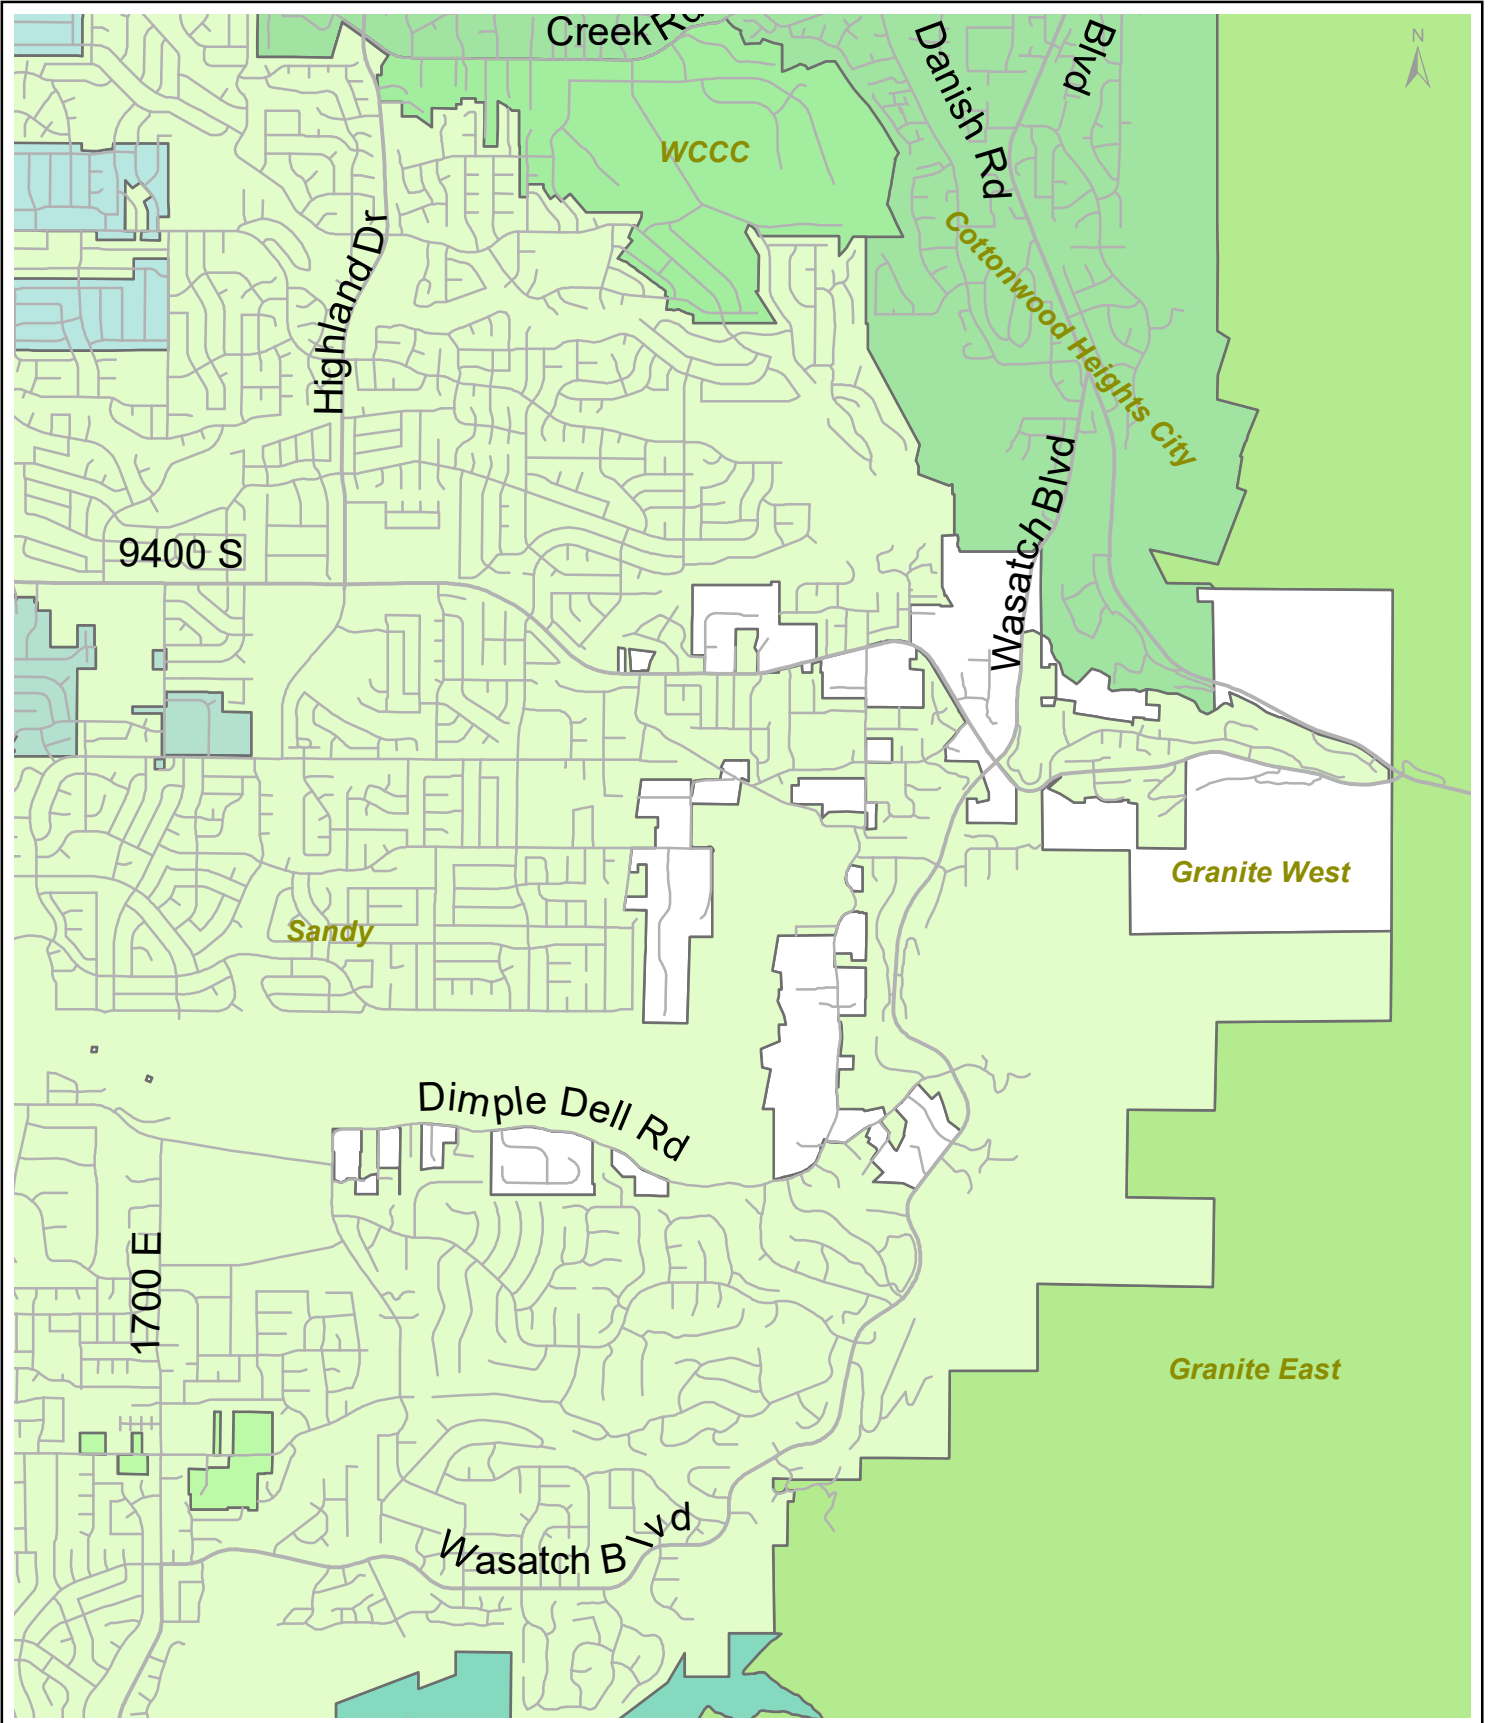 Creek Rd
N
Danish Rd
Blvd
WCCC
Cottonwood Heights City
Highland Dr
Wasatch Blvd
9400 S
Granite West
Sandy
Dimple Dell Rd
1700 E
Granite East
Wasatch Blvd